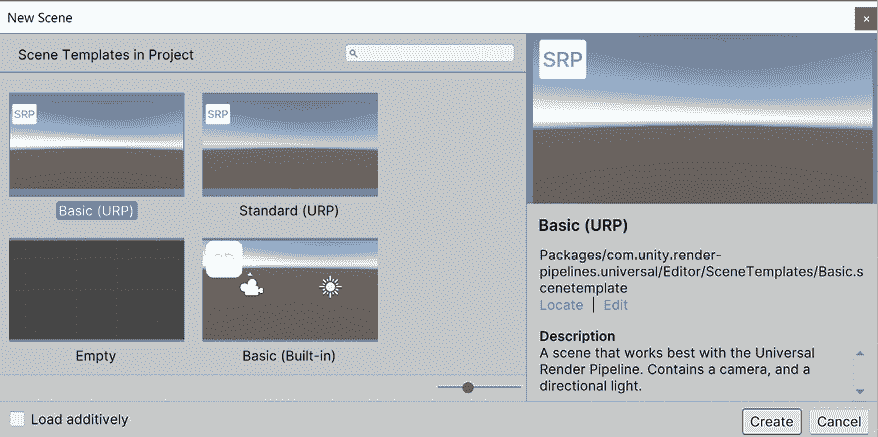 New Scene
Scene Templates in Project
SRP
SRP
Basic (URP)
Standard (URP)
Empty
Basic (Built-in)
SRP
Basic (URP)
Packages/com.unity.render-
pipelines.universal/Editor/SceneTemplates/Basic.s
cenetemplate
Locate | Edit
Description
A scene that works best with the Universal
Render Pipeline. Contains a camera, and a
directional light.
Load additively
Create
Cancel